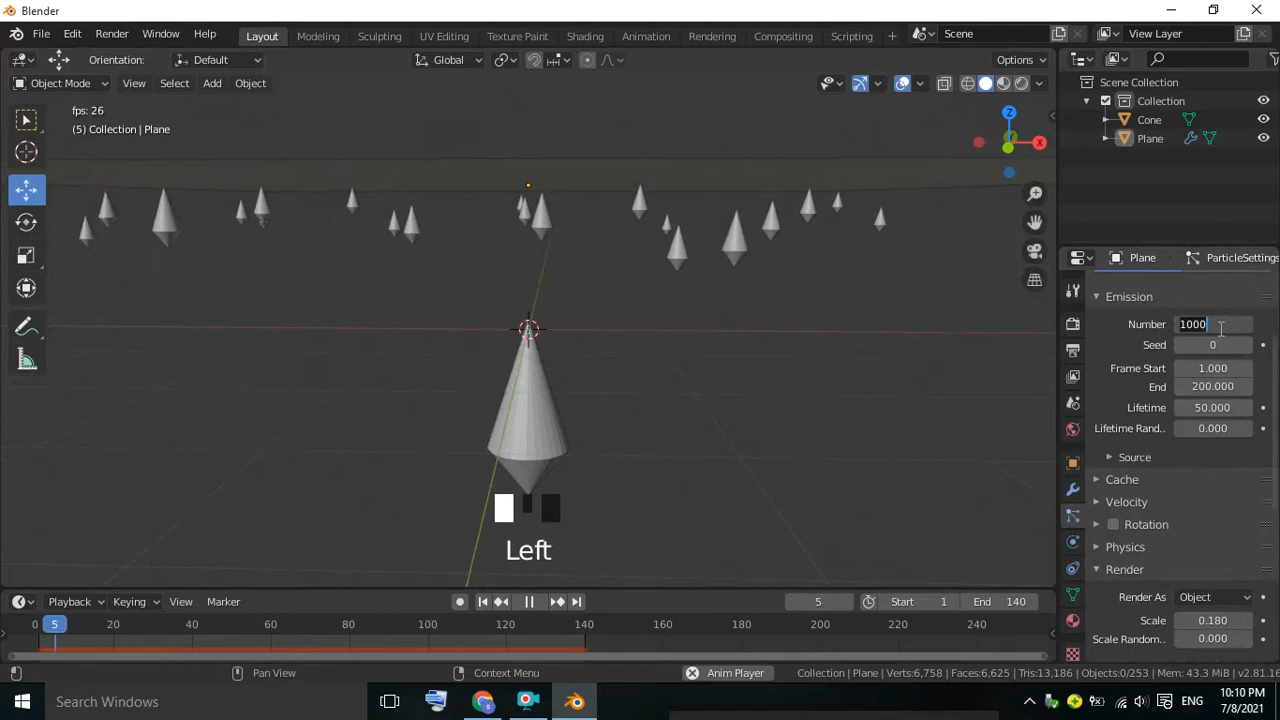 Blender
File Edit Render Window Help Layout Modeling Sculpting UV Editing Texture Paint Shading Animation Rendering Compositing Scripting + Scene View Layer
Orientation: Default Global Options
Object Mode View Select Add Object
fps: 26
(5) Collection | Plane
Z
X
Scene Collection
Collection
Cone
Plane
Plane ParticleSettings
Emission
Number 1000
Seed 0
Frame Start 1.000
End 200.000
Lifetime 50.000
Lifetime Rand.. 0.000
Source
Cache
Velocity
Rotation
Physics
Render
Render As Object
Scale 0.180
Scale Random.. 0.000
Left
Playback Keying View Marker 5 Start 1 End 140
0 5 20 40 60 80 100 120 140 160 180 200 220 240
Pan View Context Menu Anim Player Collection | Plane | Verts:6,758 | Faces:6,625 | Tris:13,186 | Objects:0/253 | Mem: 43.3 MiB | v2.81.16
Search Windows ENG 10:10 PM
7/8/2021